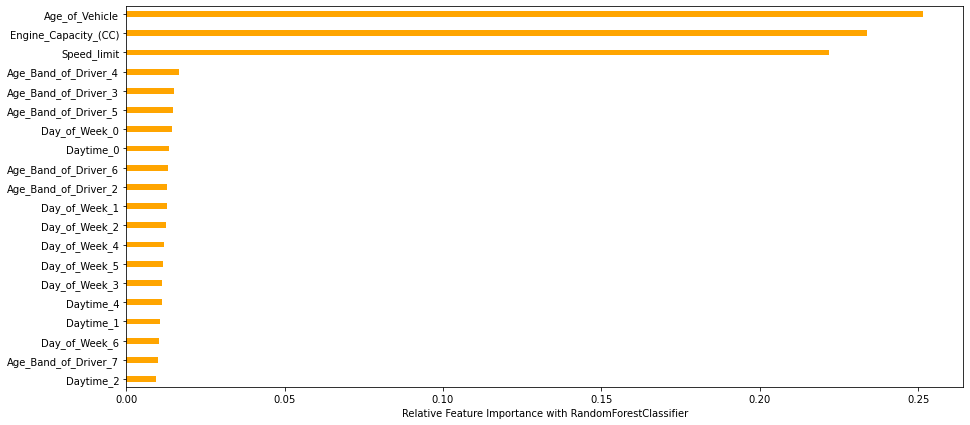 Age_of_Vehicle
Engine_Capacity_(CC)
Speed_limit
Age_Band_of_Driver_4
Age_Band_of_Driver_3
Age_Band_of_Driver_5
Day_of_Week_0
Daytime_0
Age_Band_of_Driver_6
Age_Band_of_Driver_2
Day_of_Week_1
Day_of_Week_2
Day_of_Week_4
Day_of_Week_5
Day_of_Week_3
Daytime_4
Daytime_1
Day_of_Week_6
Age_Band_of_Driver_7
Daytime_2
0.00 0.05 0.10 0.15 0.20 0.25
Relative Feature Importance with RandomForestClassifier